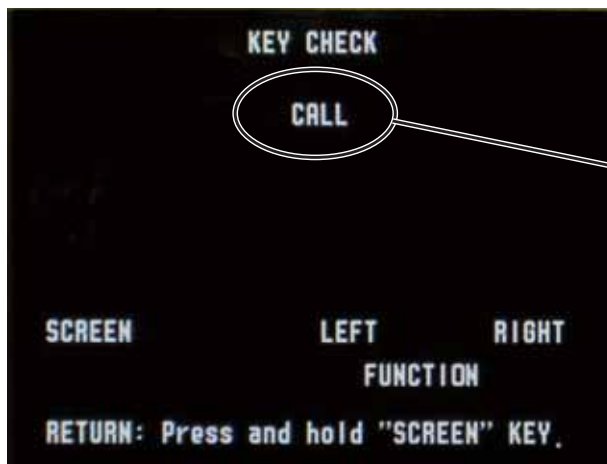 KEY CHECK
CALL
SCREEN LEFT RIGHT
FUNCTION
RETURN: Press and hold "SCREEN" KEY.